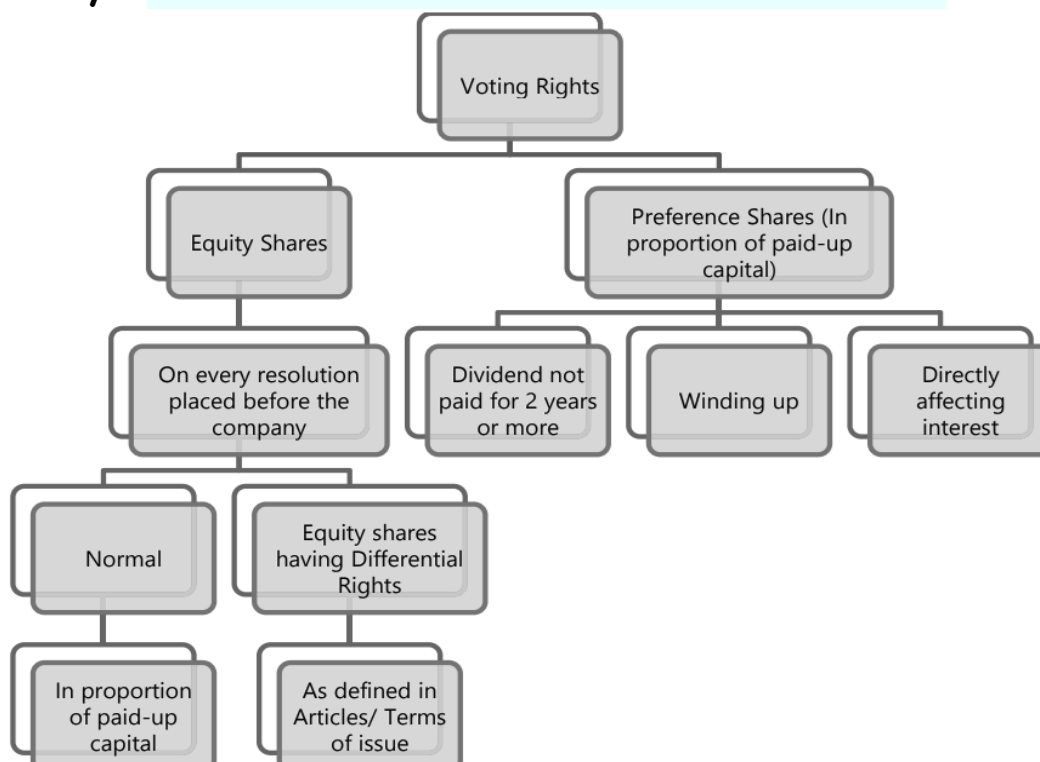 Voting Rights
Equity Shares
Preference Shares (In
proportion of paid-up
capital)
On every resolution
placed before the
company
Dividend not
paid for 2 years
or more
Winding up
Directly
affecting
interest
Normal
Equity shares
having Differential
Rights
In proportion
of paid-up
capital
As defined in
Articles/ Terms
of issue